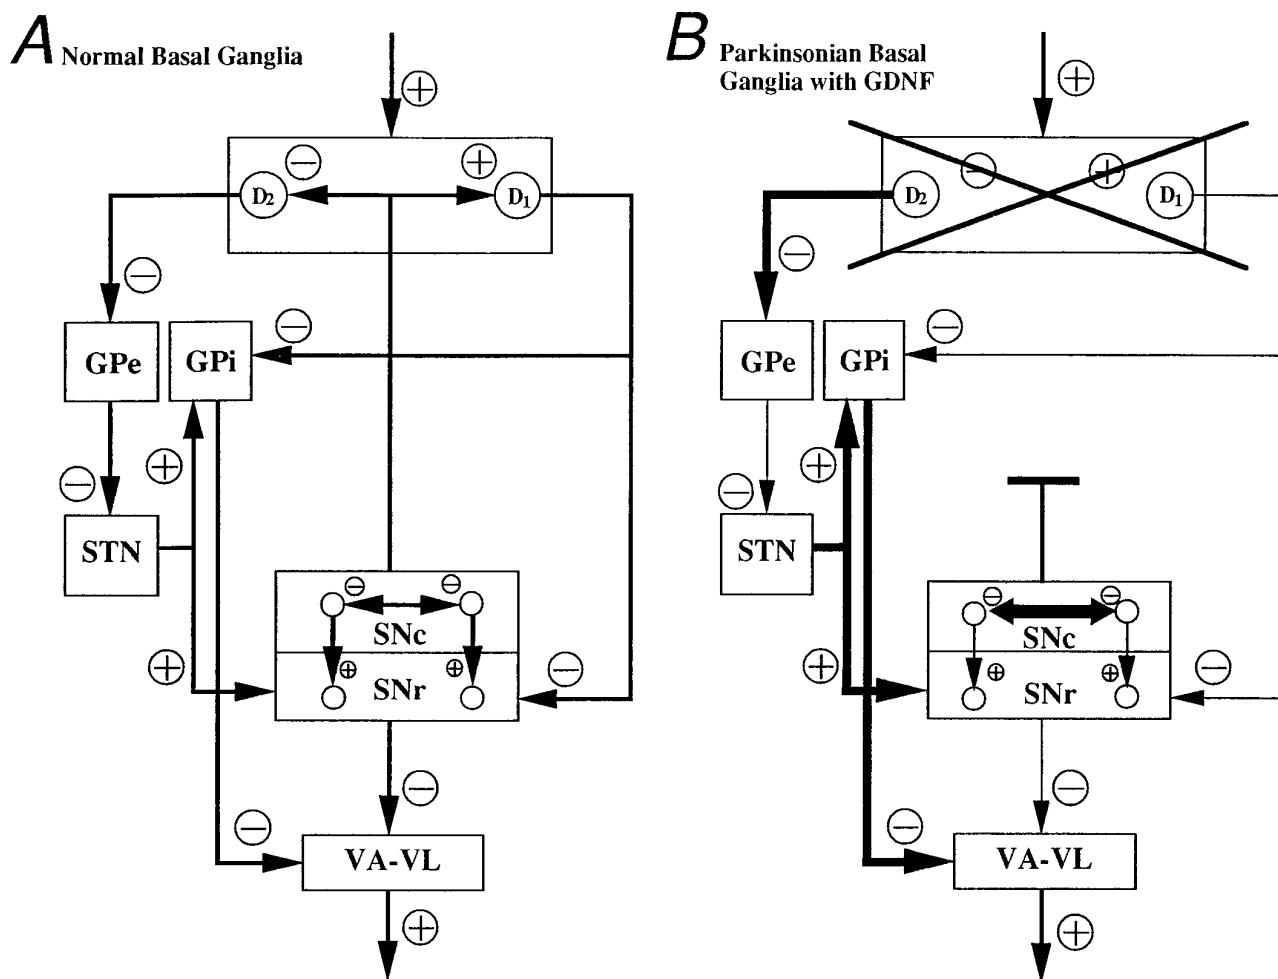 A Normal Basal Ganglia
+
− +
D2 D1
−
−
GPe GPi
+
−
STN
− −
SNc
+
+ +
−
SNr
−
−
VA-VL
+
B Parkinsonian Basal
Ganglia with GDNF
+
− +
D2 D1
−
−
GPe GPi
+
−
STN
− −
SNc
+
+ +
−
SNr
−
−
VA-VL
+